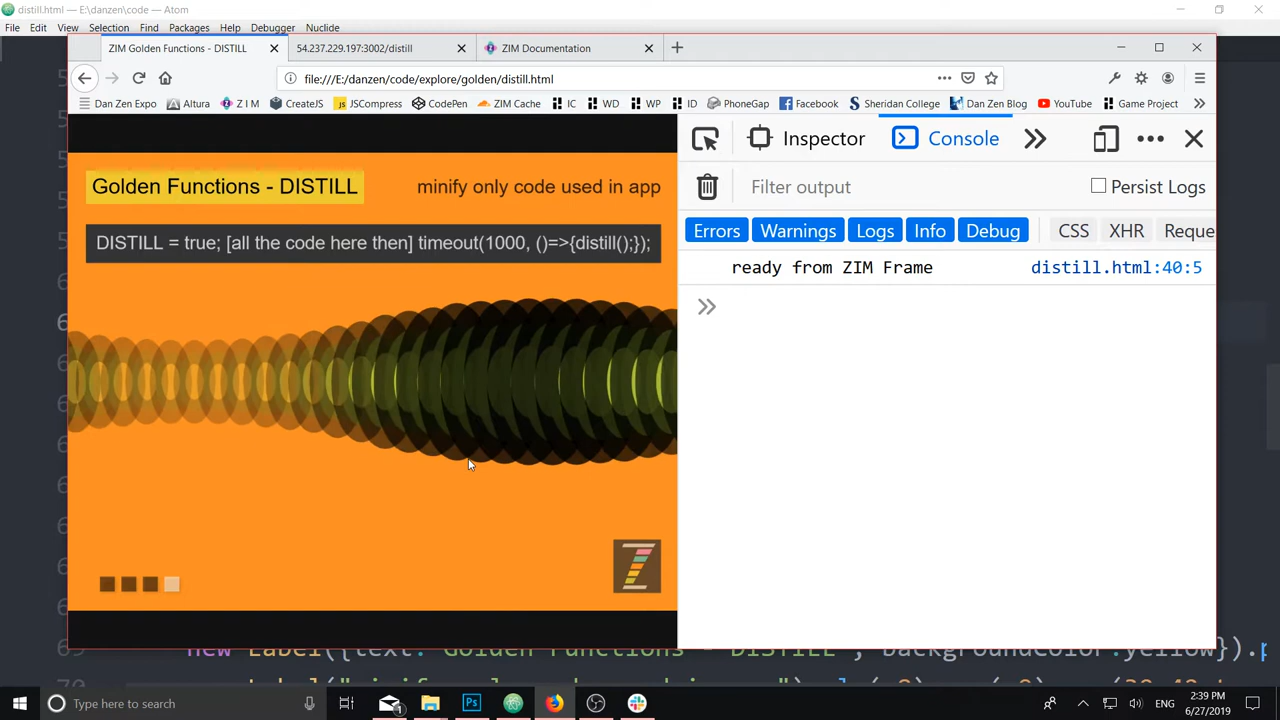 distill.html — E:\danzen\code — Atom
File Edit View Selection Find Packages Help Debugger Nuclide
ZIM Golden Functions - DISTILL
54.237.229.197:3002/distill
ZIM Documentation
file:///E:/danzen/code/explore/golden/distill.html
Dan Zen Expo Altura Z I M CreateJS JSCompress CodePen ZIM Cache IC WD WP ID PhoneGap Facebook Sheridan College Dan Zen Blog YouTube Game Project
Inspector Console
Golden Functions - DISTILL
minify only code used in app
Filter output
Persist Logs
DISTILL = true; [all the code here then] timeout(1000, ()=>{distill();});
Errors Warnings Logs Info Debug CSS XHR Reque
ready from ZIM Frame distill.html:40:5
Type here to search
ENG
2:39 PM
6/27/2019